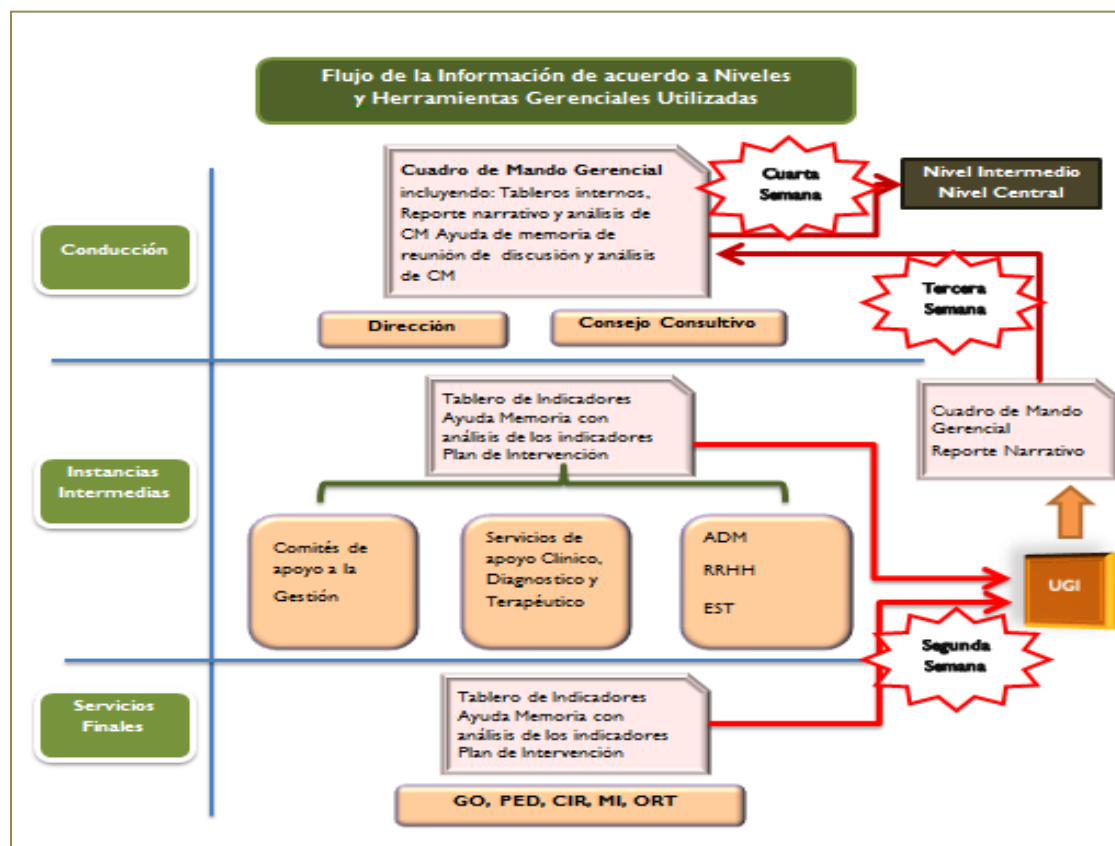 Flujo de la Información de acuerdo a Niveles
y Herramientas Gerenciales Utilizadas
Cuadro de Mando Gerencial
incluyendo: Tableros internos,
Reporte narrativo y análisis de
CM Ayuda de memoria de
reunión de discusión y análisis
de CM
Cuarta
Semana
Nivel Intermedio
Nivel Central
Conducción
Tercera
Semana
Dirección
Consejo Consultivo
Tablero de Indicadores
Ayuda Memoria con
análisis de los indicadores
Plan de Intervención
Cuadro de Mando
Gerencial
Reporte Narrativo
Instancias
Intermedias
Comités de
apoyo a la
Gestión
Servicios de
apoyo Clinico,
Diagnostico y
Terapéutico
ADM
RRHH
EST
UGI
Segunda
Semana
Servicios
Finales
Tablero de Indicadores
Ayuda Memoria con
análisis de los indicadores
Plan de Intervención
GO, PED, CIR, MI, ORT